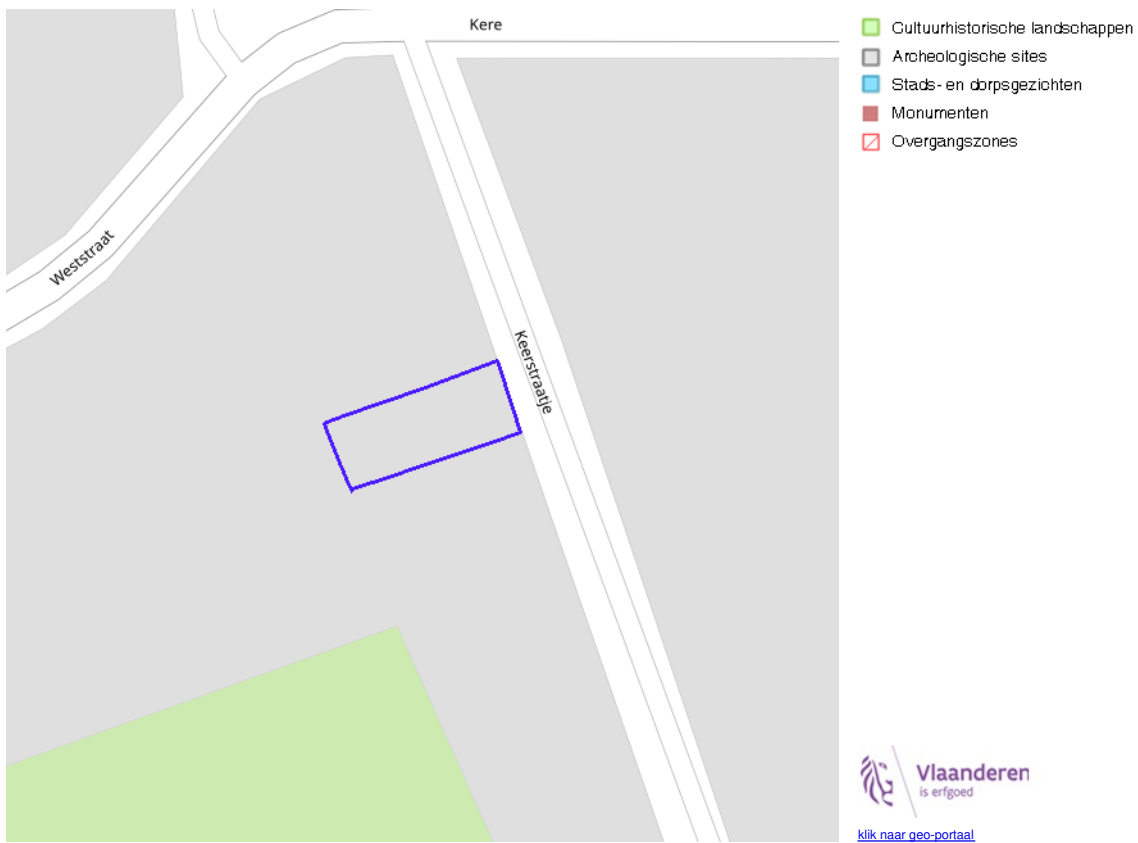 Kere
Weststraat
Keerstraatje
Cultuurhistorische landschappen
Archeologische sites
Stads- en dorpsgezichten
Monumenten
Overgangszones
Vlaanderen
is erfgoed
klik naar geo-portaal